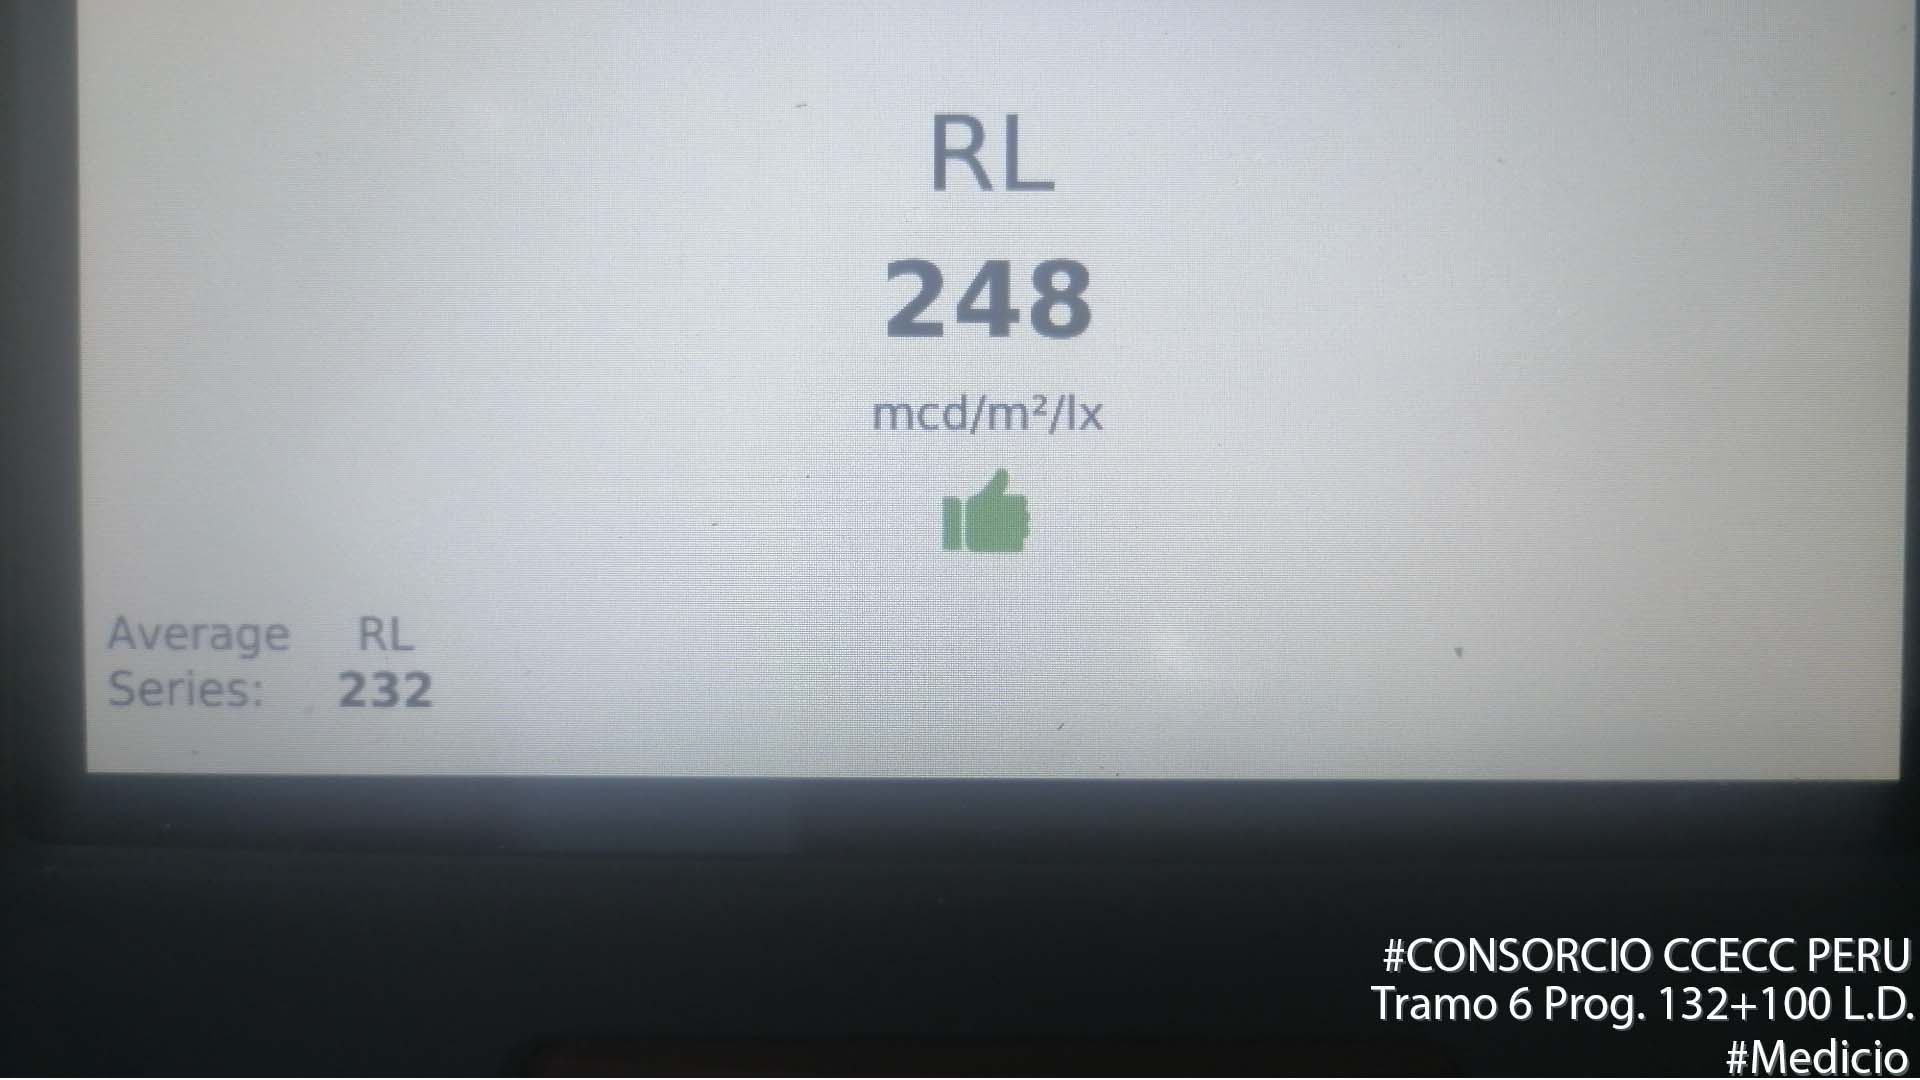 RL
248
mcd/m²/lx
Average RL
Series: 232
#CONSORCIO CCECC PERU
Tramo 6 Prog. 132+100 L.D.
#Medicio